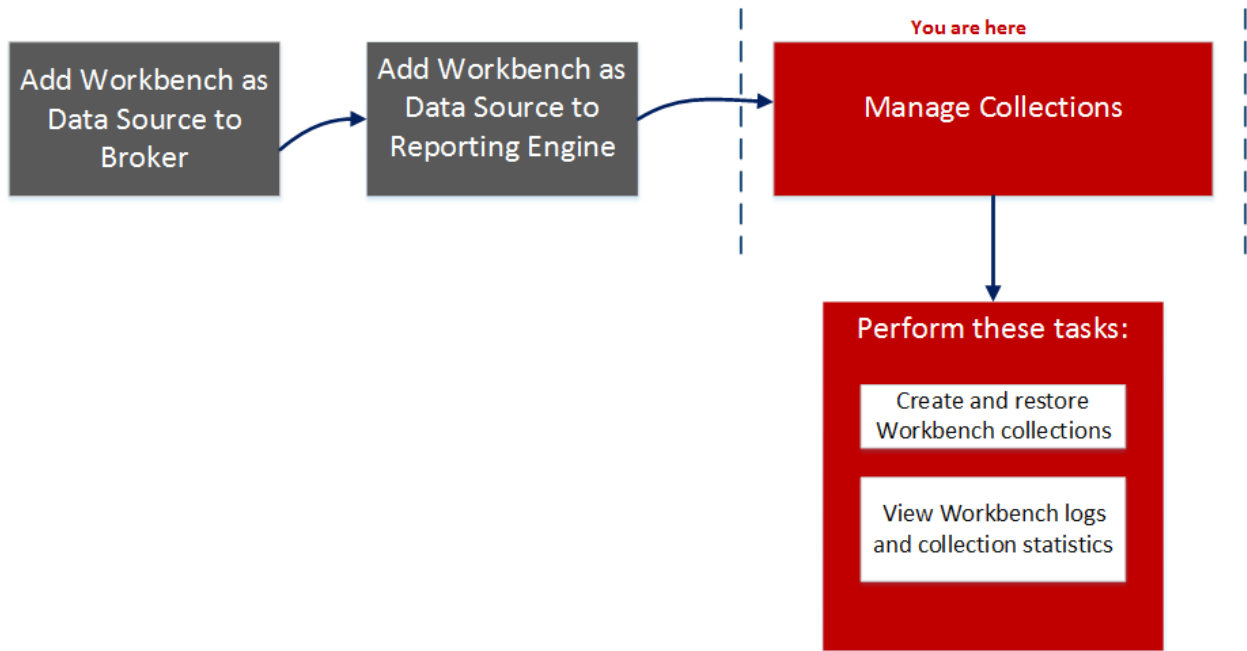 You are here
Add Workbench as
Data Source to
Broker
Add Workbench as
Data Source to
Reporting Engine
Manage Collections
Perform these tasks:
Create and restore
Workbench collections
View Workbench logs
and collection statistics